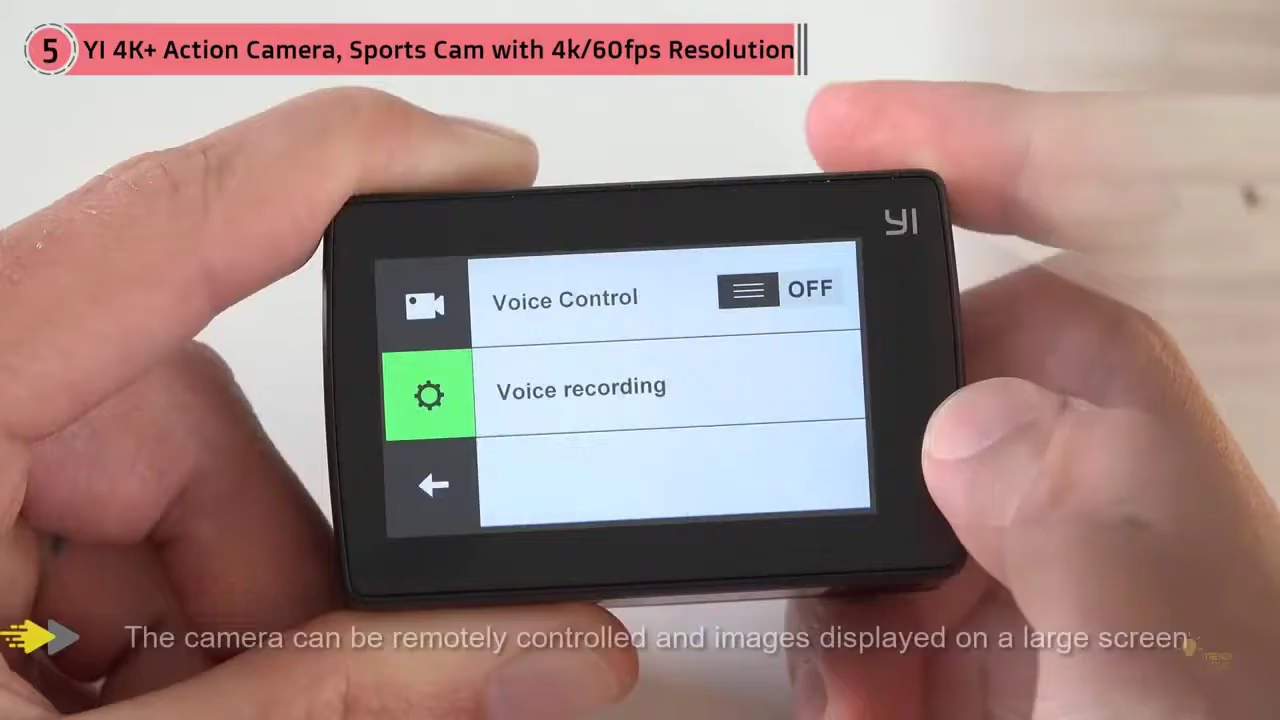 5
YI 4K+ Action Camera, Sports Cam with 4k/60fps Resolution
YI
Voice Control
OFF
Voice recording
The camera can be remotely controlled and images displayed on a large screen